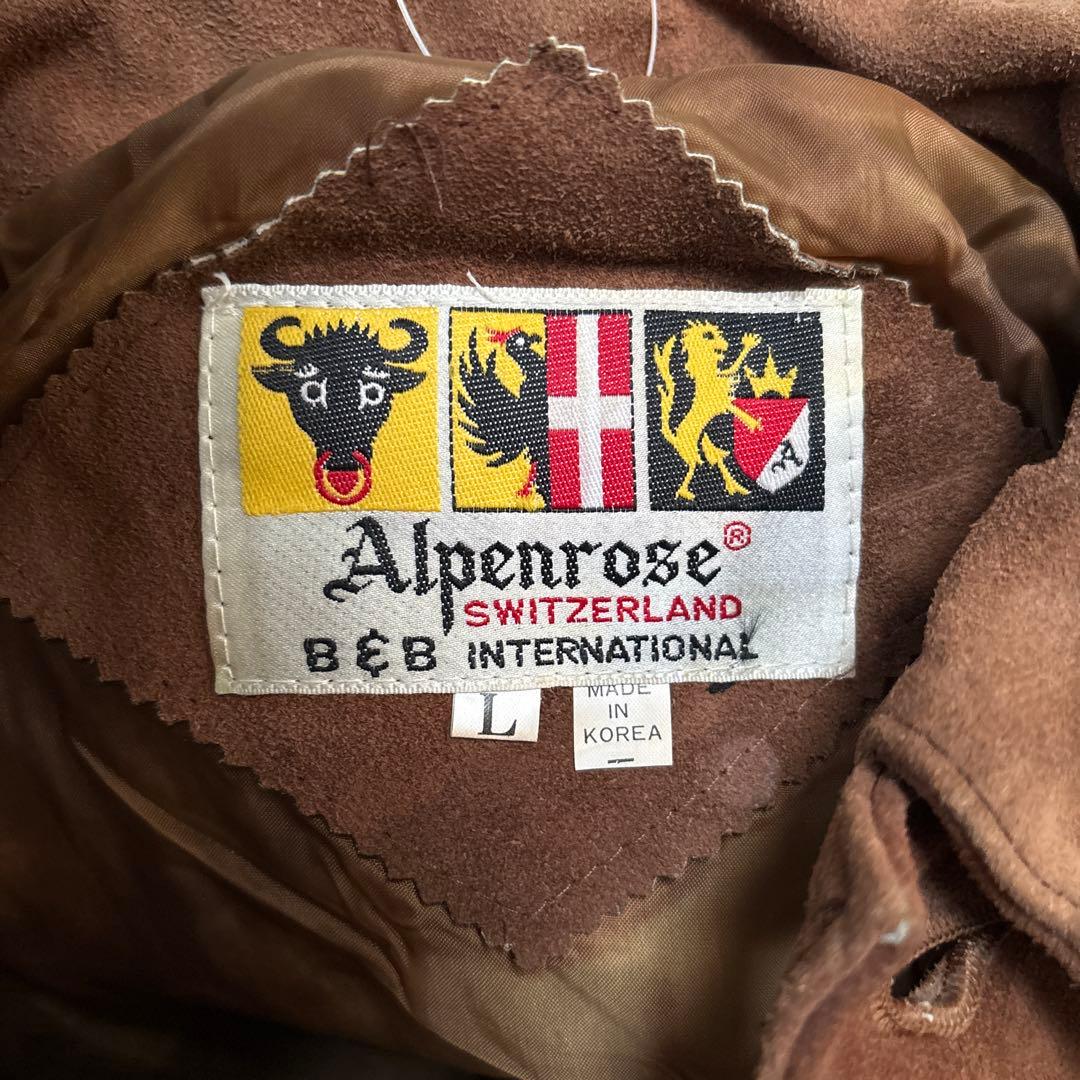 Alpenrose®
SWITZERLAND
B & B INTERNATIONAL
L
MADE
IN
KOREA